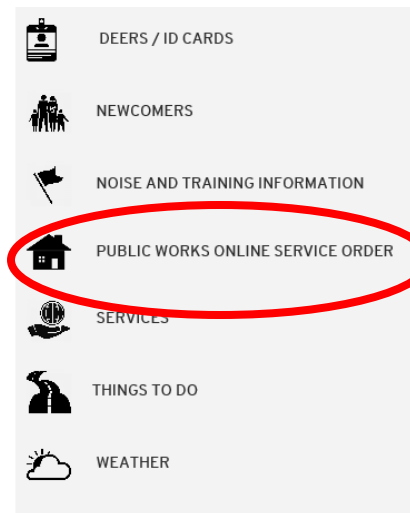 DEERS / ID CARDS
NEWCOMERS
NOISE AND TRAINING INFORMATION
PUBLIC WORKS ONLINE SERVICE ORDER
SERVICES
THINGS TO DO
WEATHER